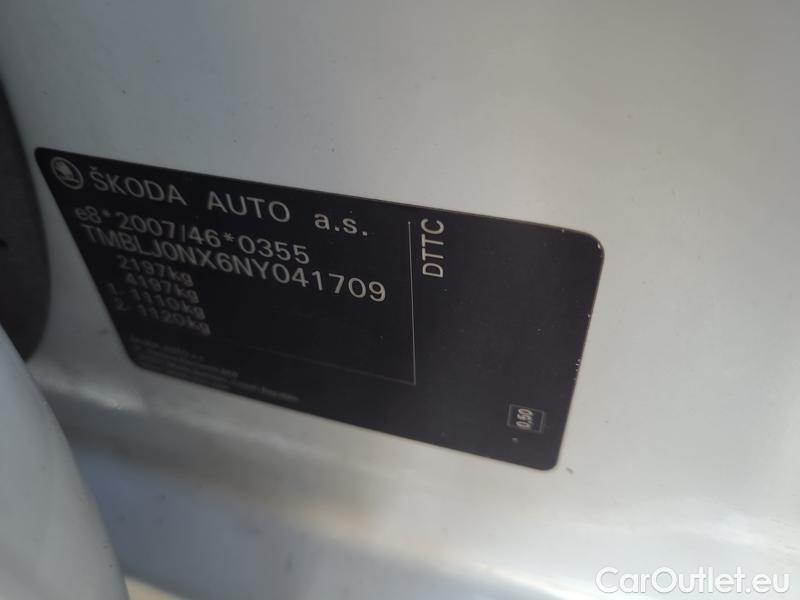 ŠKODA AUTO a.s.
e8*2007/46*0355
TMBLJ0NX6NY041709
2197kg
4197kg
1- 1110kg
2- 1120kg
DTTC
0,50
CarOutlet.eu